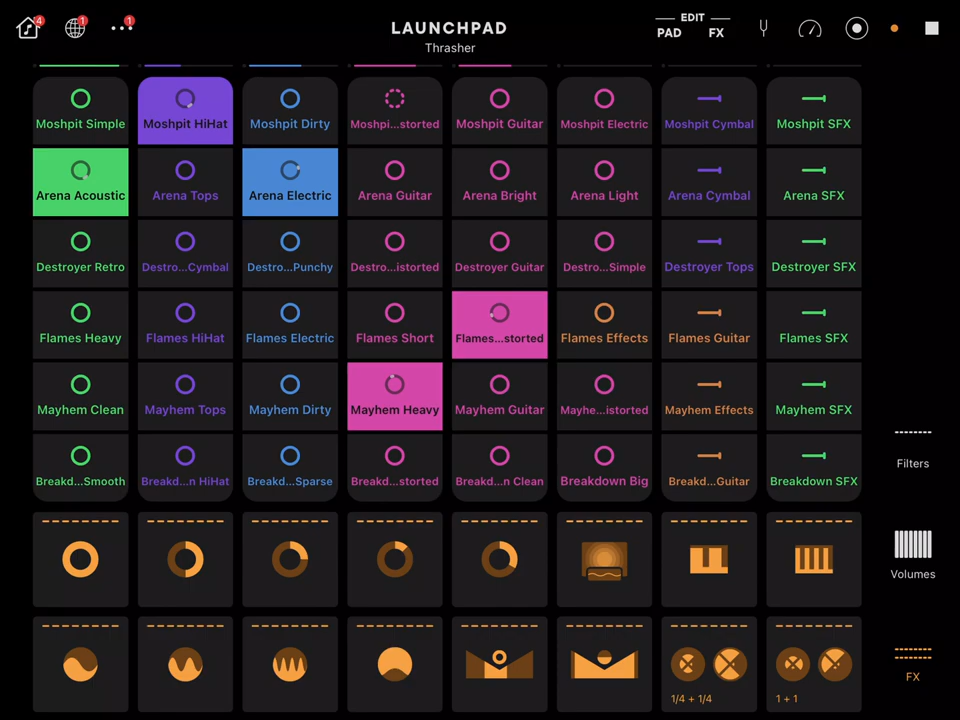 4
1
1
LAUNCHPAD
Thrasher
EDIT
PAD FX
Moshpit Simple
Moshpit HiHat
Moshpit Dirty
Moshpi...storted
Moshpit Guitar
Moshpit Electric
Moshpit Cymbal
Moshpit SFX
Arena Acoustic
Arena Tops
Arena Electric
Arena Guitar
Arena Bright
Arena Light
Arena Cymbal
Arena SFX
Destroyer Retro
Destro...Cymbal
Destro...Punchy
Destro...istorted
Destroyer Guitar
Destro...Simple
Destroyer Tops
Destroyer SFX
Flames Heavy
Flames HiHat
Flames Electric
Flames Short
Flames...storted
Flames Effects
Flames Guitar
Flames SFX
Mayhem Clean
Mayhem Tops
Mayhem Dirty
Mayhem Heavy
Mayhem Guitar
Mayhe...istorted
Mayhem Effects
Mayhem SFX
Filters
Breakd...Smooth
Breakd...n HiHat
Breakd...Sparse
Breakd...storted
Breakd...n Clean
Breakdown Big
Breakd...Guitar
Breakdown SFX
Volumes
FX
1/4 + 1/4
1 + 1